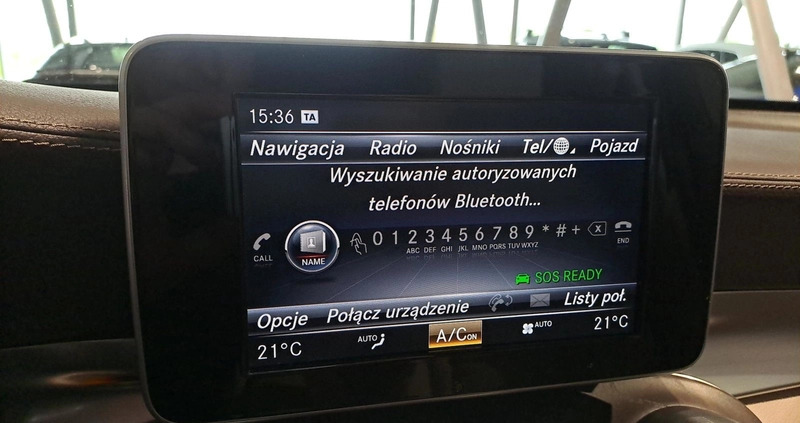 15:36 TA
Nawigacja Radio Nośniki Tel/ Pojazd
Wyszukiwanie autoryzowanych
telefonów Bluetooth...
CALL NAME 0 1 2 3 4 5 6 7 8 9 * # + X END
ABC DEF GHI JKL MNO PQRS TUV WXYZ
SOS READY
Opcje Połącz urządzenie Listy poł.
21°C AUTO A/C ON AUTO 21°C